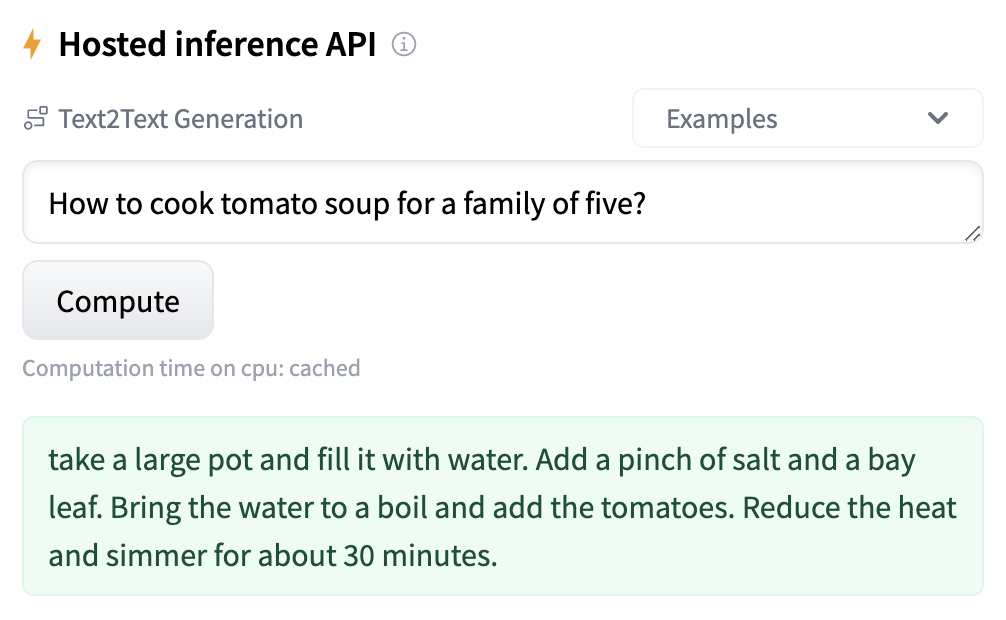 Hosted inference API
Text2Text Generation
Examples
How to cook tomato soup for a family of five?
Compute
Computation time on cpu: cached
take a large pot and fill it with water. Add a pinch of salt and a bay
leaf. Bring the water to a boil and add the tomatoes. Reduce the heat
and simmer for about 30 minutes.